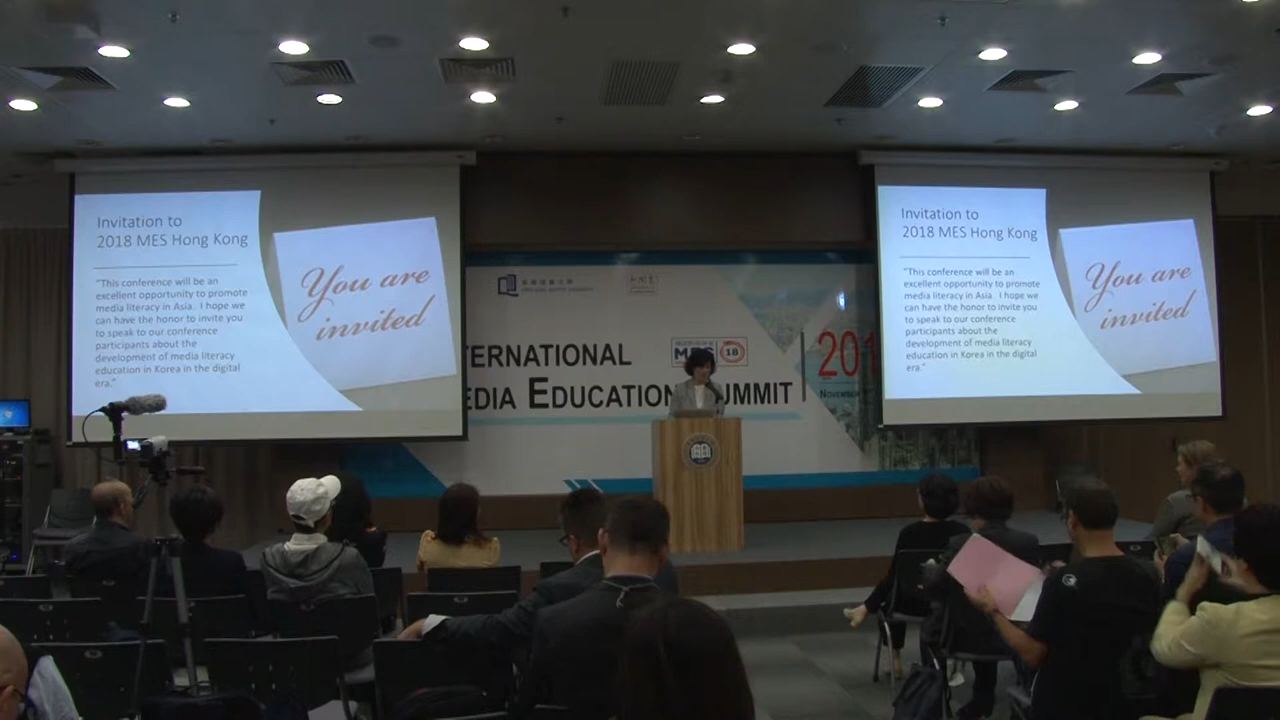 Invitation to
2018 MES Hong Kong
"This conference will be an
excellent opportunity to promote
media literacy in Asia. I hope we
can have the honor to invite you
to speak to our conference
participants about the
development of media literacy
education in Korea in the digital
era."
You are
invited
TERNATIONAL
EDIA EDUCATION
UMMIT
MES
18
201
NOVEMBER
Invitation to
2018 MES Hong Kong
"This conference will be an
excellent opportunity to promote
media literacy in Asia. I hope we
can have the honor to invite you
to speak to our conference
participants about the
development of media literacy
education in Korea in the digital
era."
You are
invited